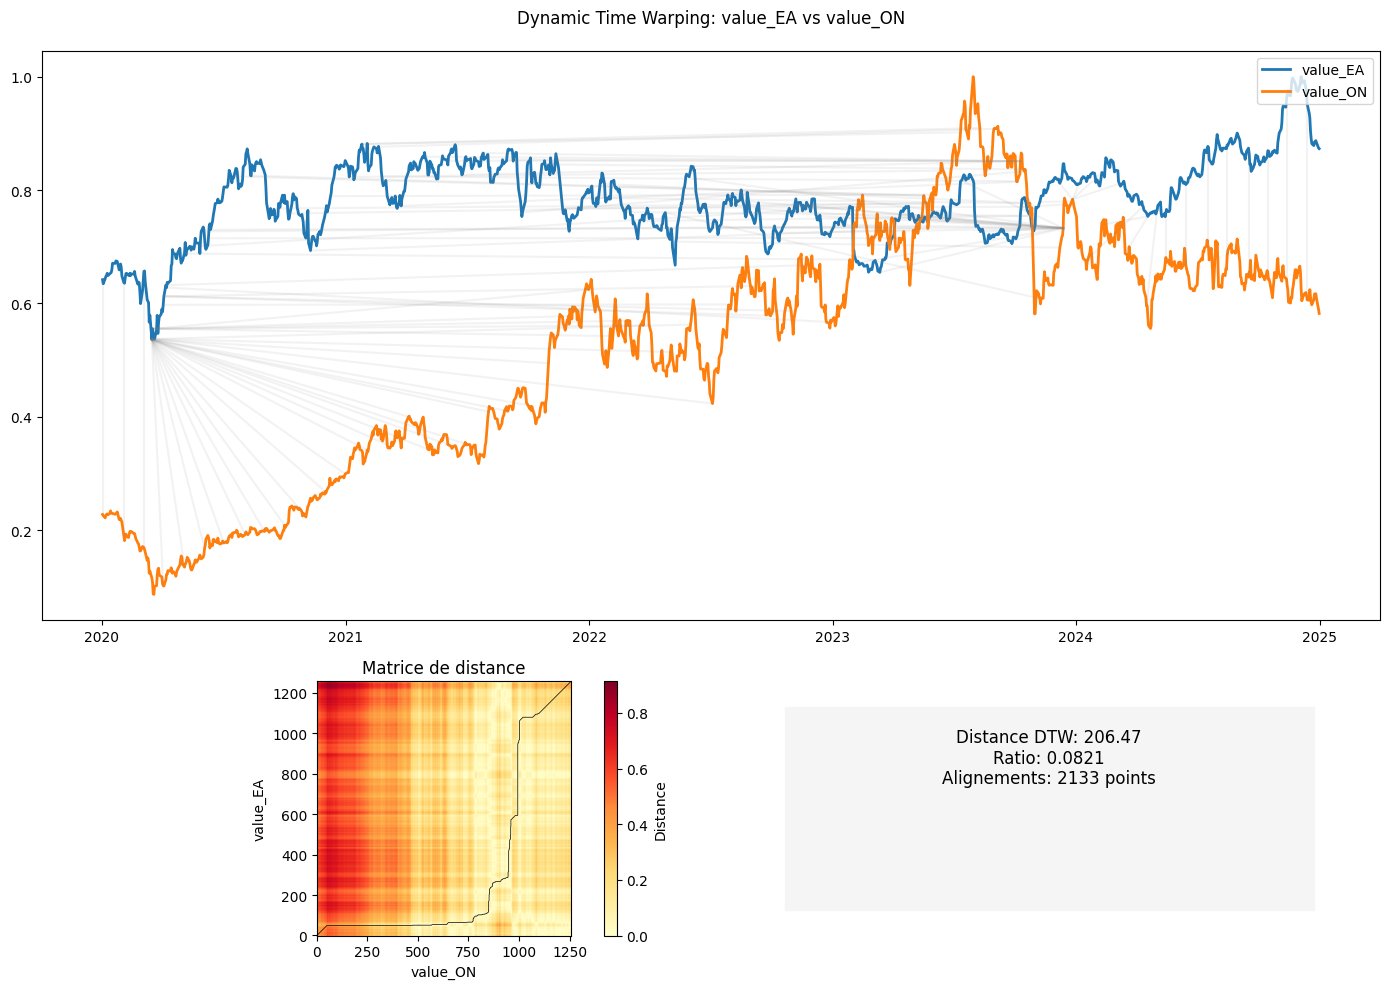 Dynamic Time Warping: value_EA vs value_ON
value_EA
value_ON
1.0
0.8
0.6
0.4
0.2
2020 2021 2022 2023 2024 2025
Matrice de distance
value_EA
1200
1000
800
600
400
200
0
0 250 500 750 1000 1250
value_ON
0.8
0.6
0.4
0.2
0.0
Distance
Distance DTW: 206.47
Ratio: 0.0821
Alignements: 2133 points